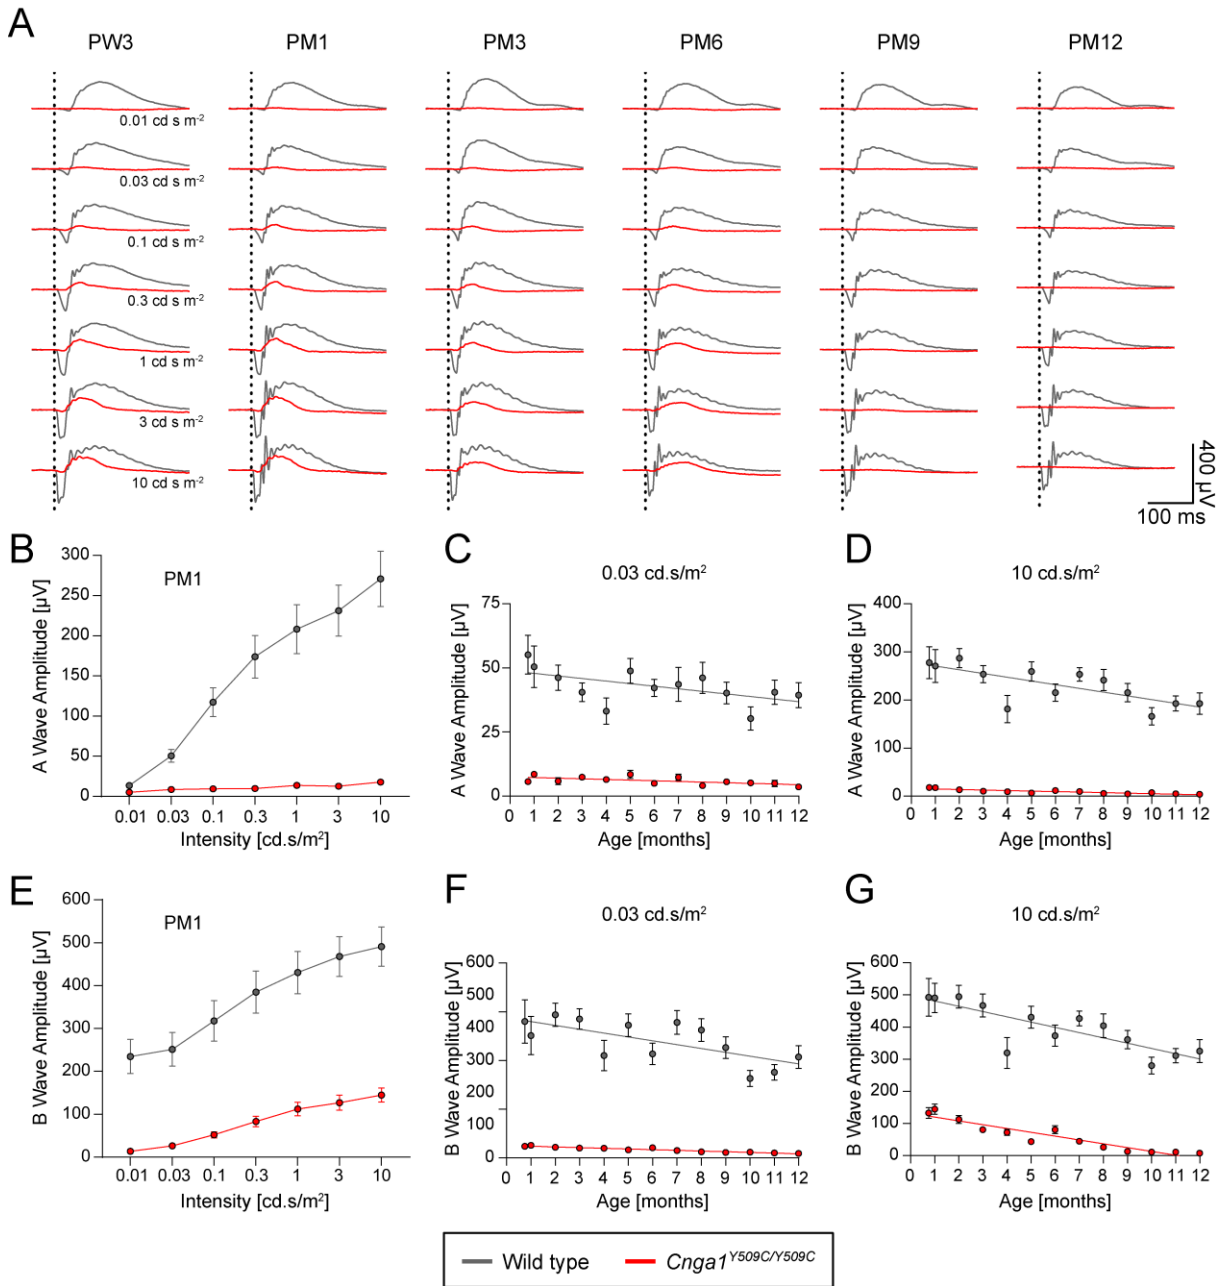 A
PW3 PM1 PM3 PM6 PM9 PM12
0.01 cd s m-2
0.03 cd s m-2
0.1 cd s m-2
0.3 cd s m-2
1 cd s m-2
3 cd s m-2
10 cd s m-2
400 µV
100 ms
B
PM1
A Wave Amplitude [µV]
300
250
200
150
100
50
0
0.01 0.03 0.1 0.3 1 3 10
Intensity [cd.s/m²]
C
0.03 cd.s/m²
A Wave Amplitude [µV]
75
50
25
0
0 1 2 3 4 5 6 7 8 9 10 11 12
Age [months]
D
10 cd.s/m²
A Wave Amplitude [µV]
400
300
200
100
0
0 1 2 3 4 5 6 7 8 9 10 11 12
Age [months]
E
PM1
B Wave Amplitude [µV]
600
500
400
300
200
100
0
0.01 0.03 0.1 0.3 1 3 10
Intensity [cd.s/m²]
F
0.03 cd.s/m²
B Wave Amplitude [µV]
600
500
400
300
200
100
0
0 1 2 3 4 5 6 7 8 9 10 11 12
Age [months]
G
10 cd.s/m²
B Wave Amplitude [µV]
600
500
400
300
200
100
0
0 1 2 3 4 5 6 7 8 9 10 11 12
Age [months]
Wild type Cnga1Y509C/Y509C